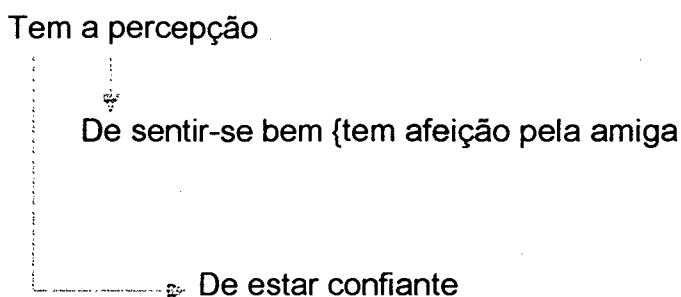 Tem a percepção
De sentir-se bem {tem afeição pela amiga
De estar confiante